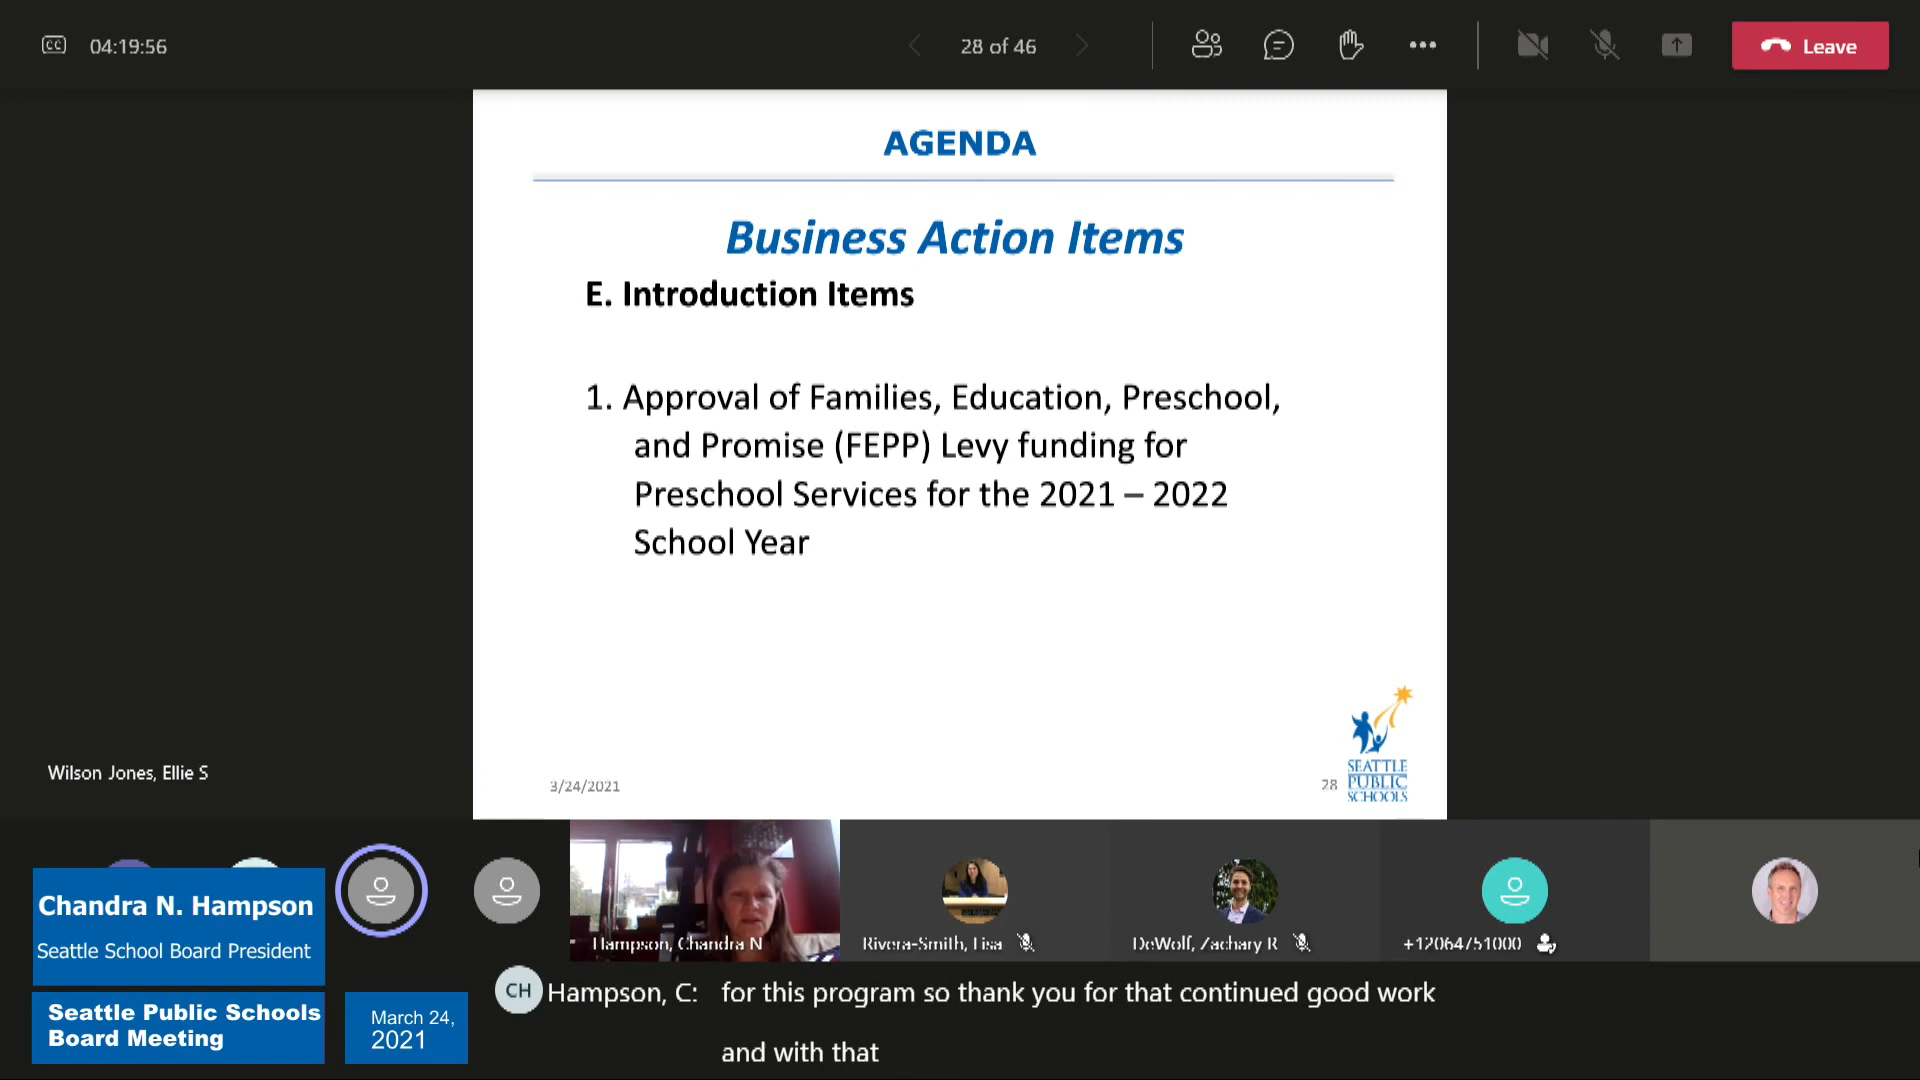 CC 04:19:56
28 of 46
Leave
AGENDA
Business Action Items
E. Introduction Items
1. Approval of Families, Education, Preschool,
and Promise (FEPP) Levy funding for
Preschool Services for the 2021 – 2022
School Year
Wilson Jones, Ellie S
3/24/2021
28
SEATTLE
PUBLIC
SCHOOLS
Chandra N. Hampson
Seattle School Board President
Hampson, Chandra N
Rivera-Smith, Lisa
DeWolf, Zachary R
+12064751000
Seattle Public Schools
Board Meeting
March 24,
2021
CH Hampson, C: for this program so thank you for that continued good work
and with that